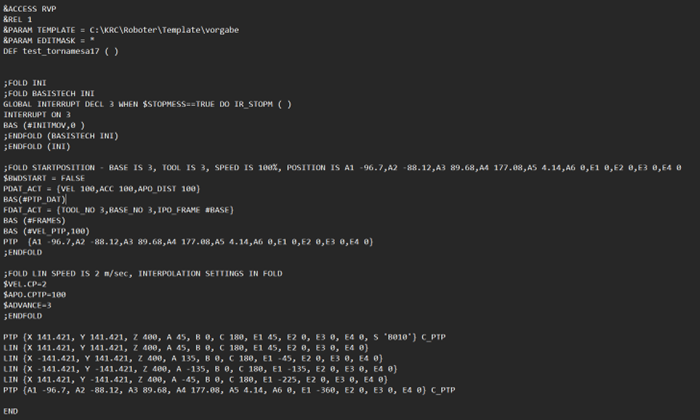 &ACCESS RVP
&REL 1
&PARAM TEMPLATE = C:\KRC\Roboter\Template\vorgabe
&PARAM EDITMASK = *
DEF test_tornamesa17 ( )
;FOLD INI
;FOLD BASISTECH INI
GLOBAL INTERRUPT DECL 3 WHEN $STOPMESS==TRUE DO IR_STOPM ( )
INTERRUPT ON 3
BAS (#INITMOV,0 )
;ENDFOLD (BASISTECH INI)
;ENDFOLD (INI)
;FOLD STARTPOSITION - BASE IS 3, TOOL IS 3, SPEED IS 100%, POSITION IS A1 -96.7,A2 -88.12,A3 89.68,A4 177.08,A5 4.14,A6 0,E1 0,E2 0,E3 0,E4 0
$BWDSTART = FALSE
PDAT_ACT = {VEL 100,ACC 100,APO_DIST 100}
BAS(#PTP_DAT)
FDAT_ACT = {TOOL_NO 3,BASE_NO 3,IPO_FRAME #BASE}
BAS (#FRAMES)
BAS (#VEL_PTP,100)
PTP  {A1 -96.7,A2 -88.12,A3 89.68,A4 177.08,A5 4.14,A6 0,E1 0,E2 0,E3 0,E4 0}
;ENDFOLD
;FOLD LIN SPEED IS 2 m/sec, INTERPOLATION SETTINGS IN FOLD
$VEL.CP=2
$APO.CPTP=100
$ADVANCE=3
;ENDFOLD
PTP {X 141.421, Y 141.421, Z 400, A 45, B 0, C 180, E1 45, E2 0, E3 0, E4 0, S 'B010'} C_PTP
LIN {X 141.421, Y 141.421, Z 400, A 45, B 0, C 180, E1 45, E2 0, E3 0, E4 0}
LIN {X -141.421, Y 141.421, Z 400, A 135, B 0, C 180, E1 -45, E2 0, E3 0, E4 0}
LIN {X -141.421, Y -141.421, Z 400, A -135, B 0, C 180, E1 -135, E2 0, E3 0, E4 0}
LIN {X 141.421, Y -141.421, Z 400, A -45, B 0, C 180, E1 -225, E2 0, E3 0, E4 0}
PTP {A1 -96.7, A2 -88.12, A3 89.68, A4 177.08, A5 4.14, A6 0, E1 -360, E2 0, E3 0, E4 0} C_PTP
END